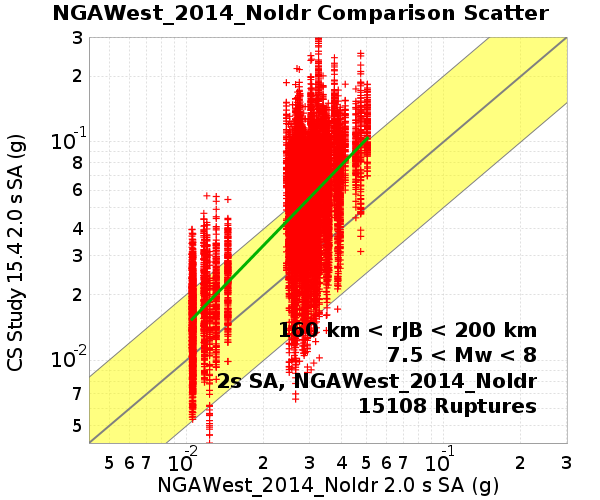 NGAWest_2014_NoIdr Comparison Scatter
CS Study 15.4 2.0 s SA (g)
3
2
10-1
8
6
4
3
2
10-2
7
5
160 km < rJB < 200 km
7.5 < Mw < 8
2s SA, NGAWest_2014_NoIdr
15108 Ruptures
5 6 7 10-2 2 3 4 5 6 7 10-1 2 3
NGAWest_2014_NoIdr 2.0 s SA (g)